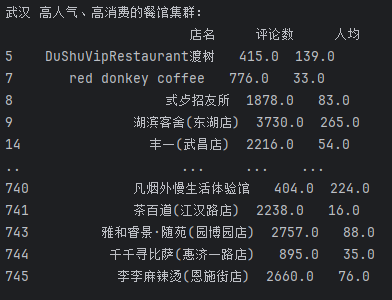 武汉 高人气、高消费的餐馆集群:
店名 评论数 人均
5 DuShuVipRestaurant渡树 415.0 139.0
7 red donkey coffee 776.0 33.0
8 弎歺招友所 1878.0 83.0
9 湖滨客舍(东湖店) 3730.0 265.0
14 丰一(武昌店) 2216.0 54.0
.. ... ... ...
740 凡烟外慢生活体验馆 404.0 224.0
741 茶百道(江汉路店) 2238.0 16.0
743 雅和睿景·随苑(园博园店) 2757.0 88.0
744 千千寻比萨(惠济一路店) 895.0 35.0
745 李李麻辣烫(恩施街店) 2660.0 76.0